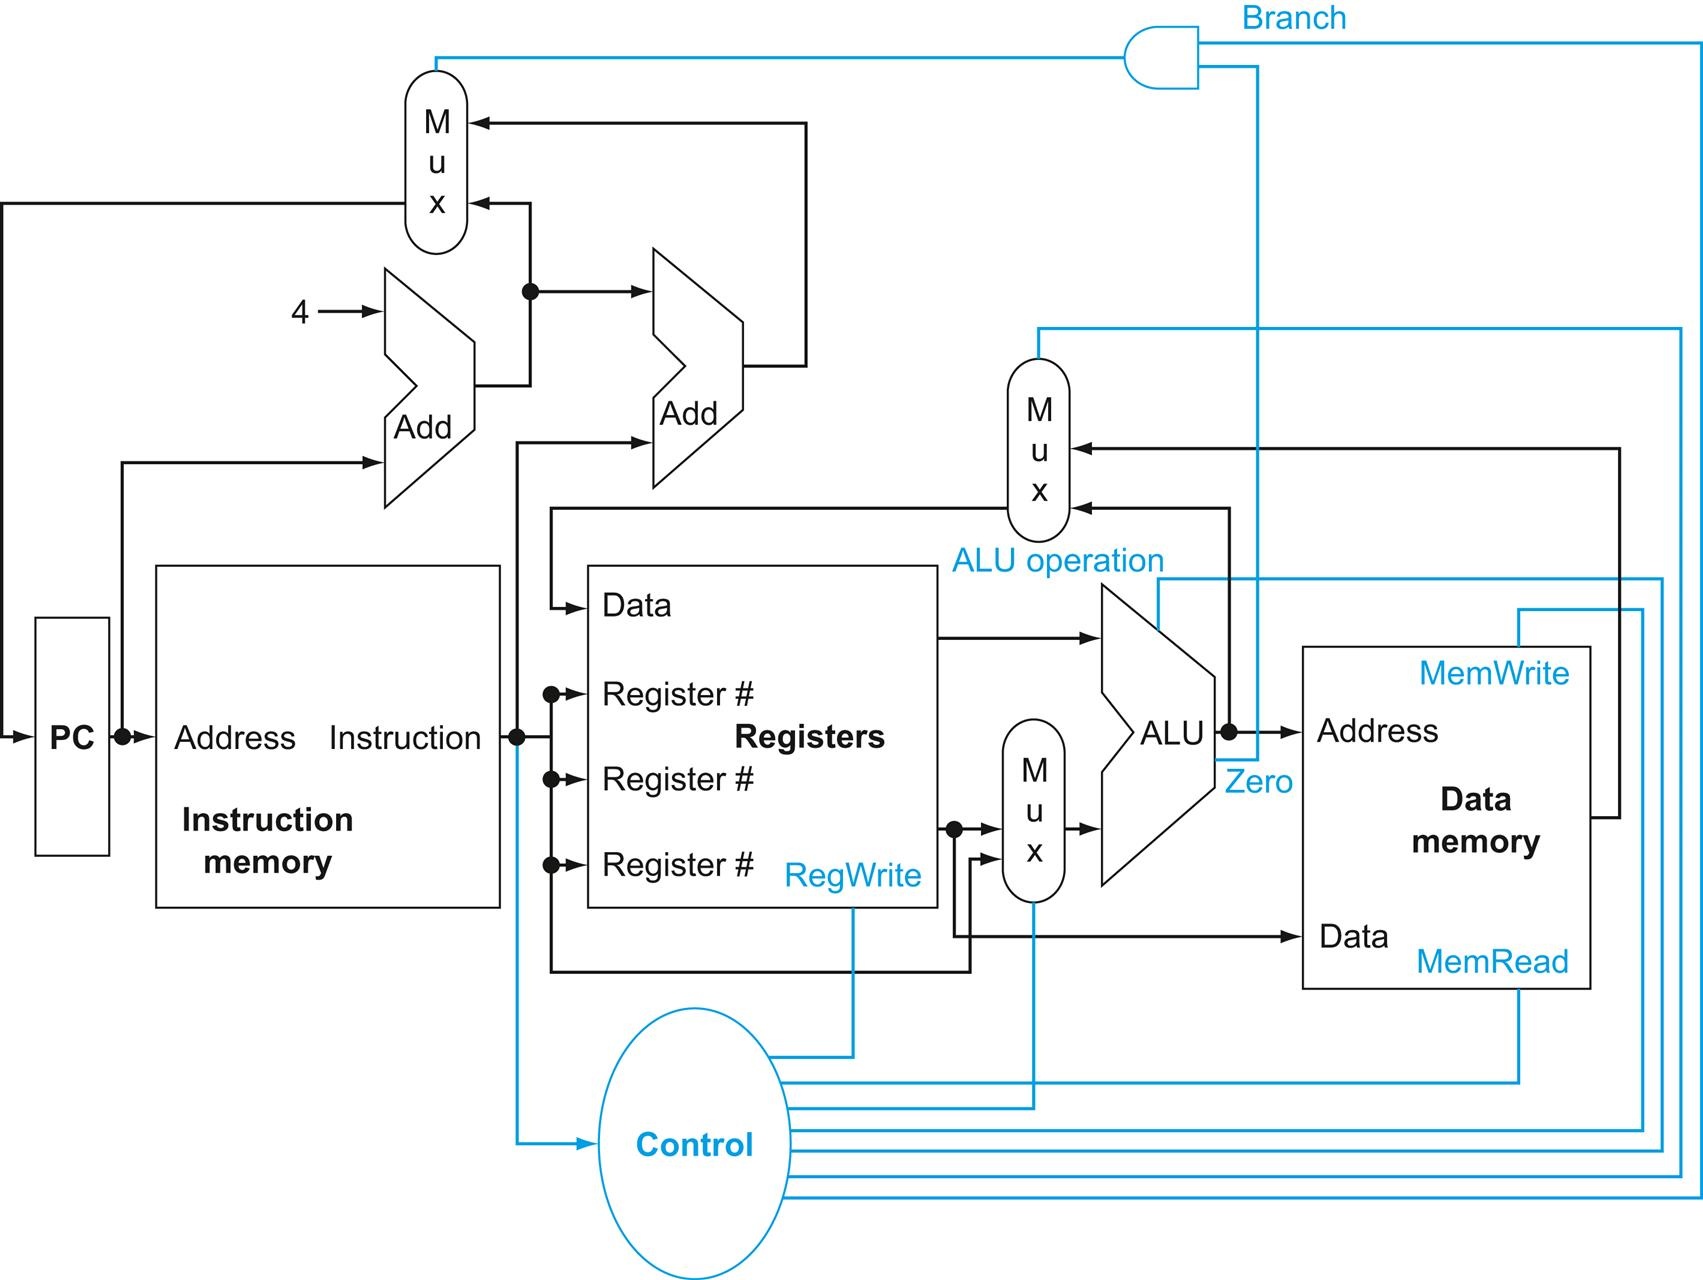 Branch
M
u
x
4
Add
Add
M
u
x
ALU operation
Data
Register #
Registers
Register #
Register #
RegWrite
PC
Address
Instruction
Instruction
memory
M
u
x
ALU
Zero
MemWrite
Address
Data
memory
Data
MemRead
Control